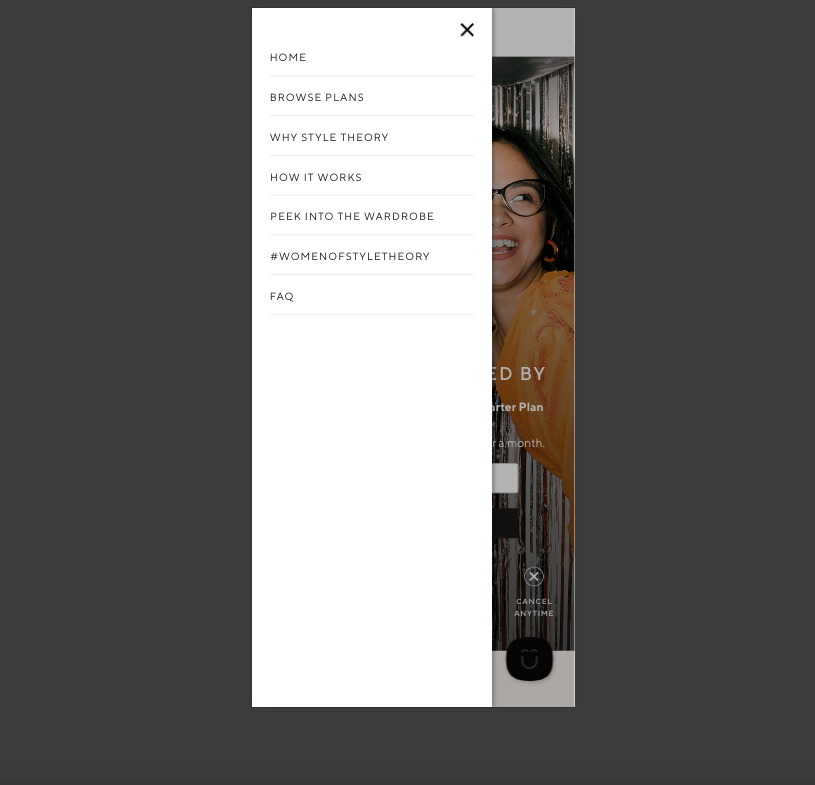 HOME
BROWSE PLANS
WHY STYLE THEORY
HOW IT WORKS
PEEK INTO THE WARDROBE
#WOMENOFSTYLETHEORY
FAQ
ED BY
arter Plan
r a month.
CANCEL
ANYTIME